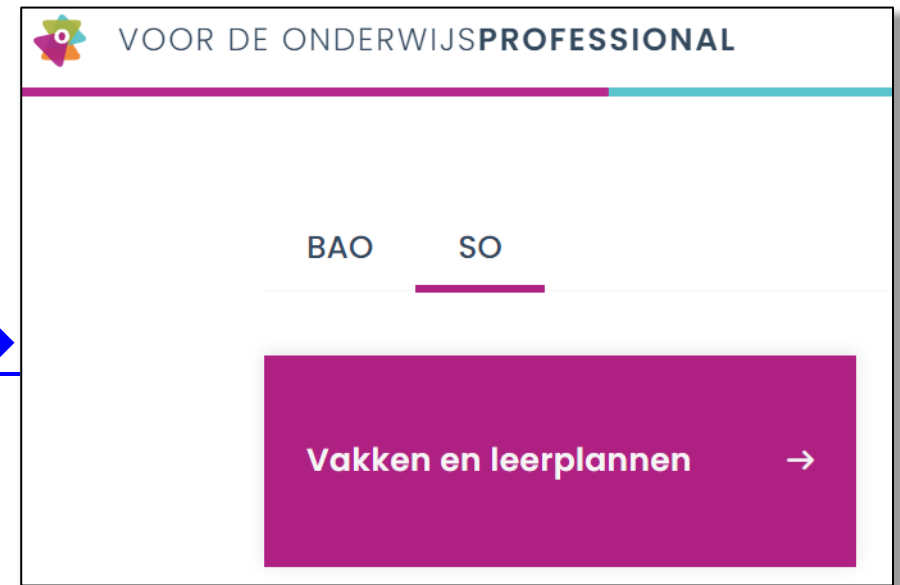 VOOR DE ONDERWIJSPROFESSIONAL
BAO SO
Vakken en leerplannen →